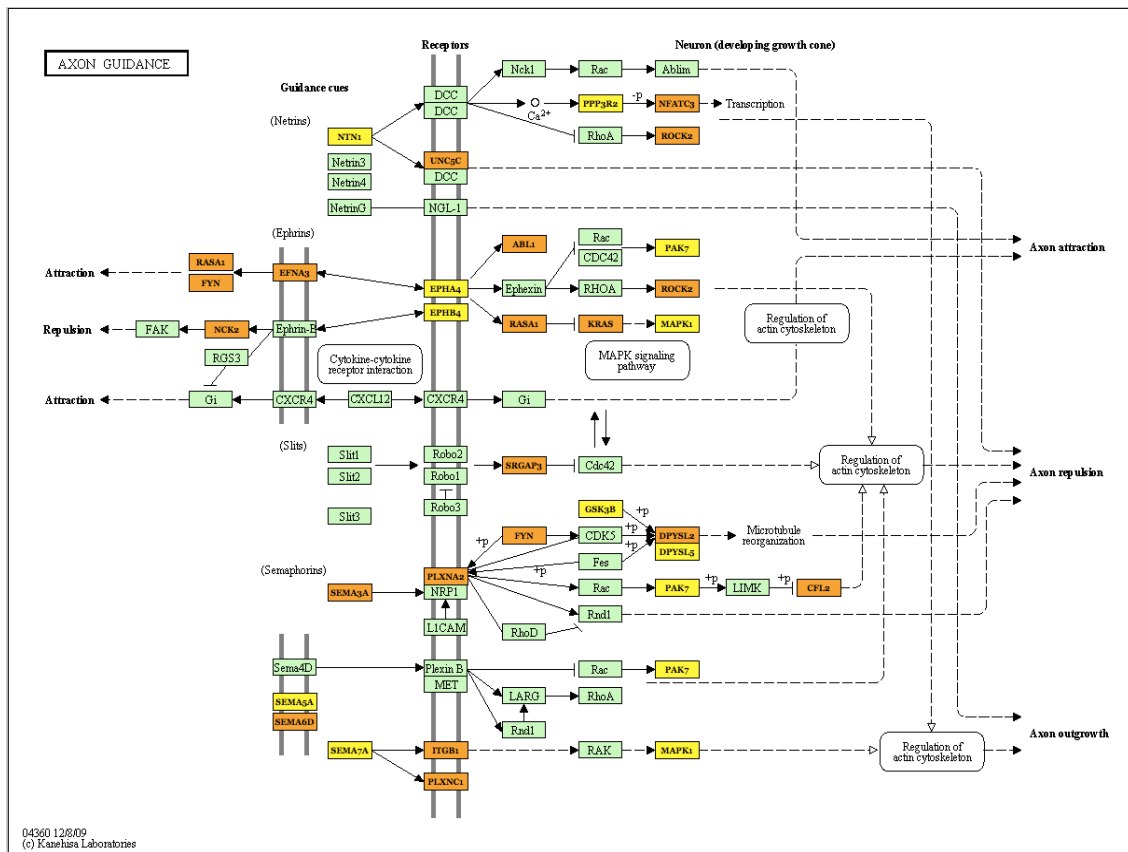 AXON GUIDANCE
Receptors
Neuron (developing growth cone)
Guidance cues
(Netrins)
DCC
DCC
Nck1
Rac
Ablim
Ca2+
PPP3R2
-p
NFATC3
Transcription
RhoA
ROCK2
NTN1
Netrin3
Netrin4
NetrinG
UNC5C
DCC
NGL-1
(Ephrins)
Axon attraction
Attraction
RASA1
FYN
EFNA3
ABL1
Rac
CDC42
PAK7
EPHA4
EPHB4
Ephexin
RHOA
ROCK2
RASA1
KRAS
MAPK1
Repulsion
FAK
NCK2
Ephrin-B
RGS3
Regulation of
actin cytoskeleton
Cytokine-cytokine
receptor interaction
MAPK signaling
pathway
Attraction
Gi
CXCR4
CXCL12
CXCR4
Gi
(Slits)
Slit1
Slit2
Slit3
Robo2
Robo1
Robo3
SRGAP3
Cdc42
Regulation of
actin cytoskeleton
Axon repulsion
GSK3B
+p
FYN
+p
CDK5
+p
DPYSL2
DPYSL5
Microtubule
reorganization
Fes
+p
+p
(Semaphorins)
SEMA3A
PLXNA2
NRP1
L1CAM
Rac
PAK7
+p
LIMK
+p
CFL2
Rnd1
RhoD
Sema4D
Plexin B
MET
Rac
PAK7
LARG
RhoA
Rnd1
SEMA5A
SEMA6D
SEMA7A
ITGB1
PLXNC1
RAK
MAPK1
Regulation of
actin cytoskeleton
Axon outgrowth
04360 12/8/09
(c) Kanehisa Laboratories